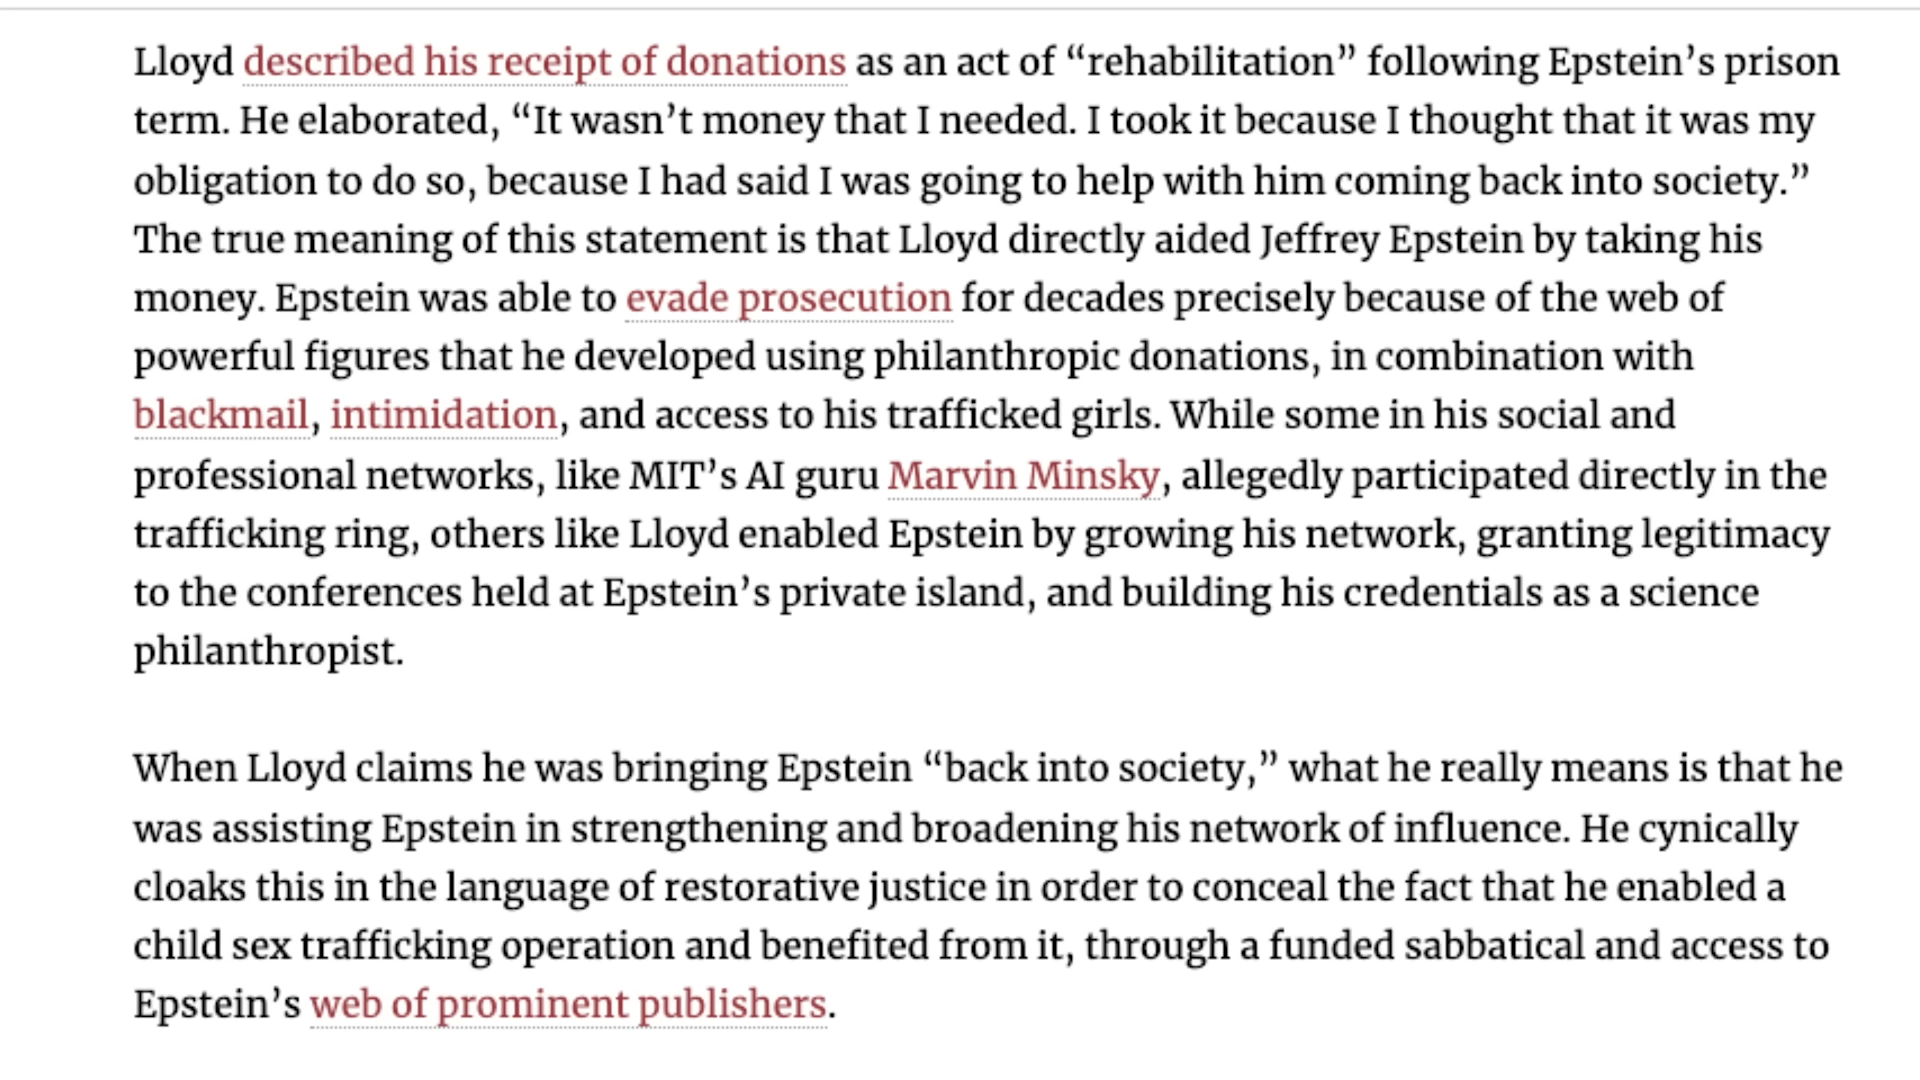 Lloyd described his receipt of donations as an act of “rehabilitation” following Epstein’s prison
term. He elaborated, “It wasn’t money that I needed. I took it because I thought that it was my
obligation to do so, because I had said I was going to help with him coming back into society.”
The true meaning of this statement is that Lloyd directly aided Jeffrey Epstein by taking his
money. Epstein was able to evade prosecution for decades precisely because of the web of
powerful figures that he developed using philanthropic donations, in combination with
blackmail, intimidation, and access to his trafficked girls. While some in his social and
professional networks, like MIT’s AI guru Marvin Minsky, allegedly participated directly in the
trafficking ring, others like Lloyd enabled Epstein by growing his network, granting legitimacy
to the conferences held at Epstein’s private island, and building his credentials as a science
philanthropist.
When Lloyd claims he was bringing Epstein “back into society,” what he really means is that he
was assisting Epstein in strengthening and broadening his network of influence. He cynically
cloaks this in the language of restorative justice in order to conceal the fact that he enabled a
child sex trafficking operation and benefited from it, through a funded sabbatical and access to
Epstein’s web of prominent publishers.